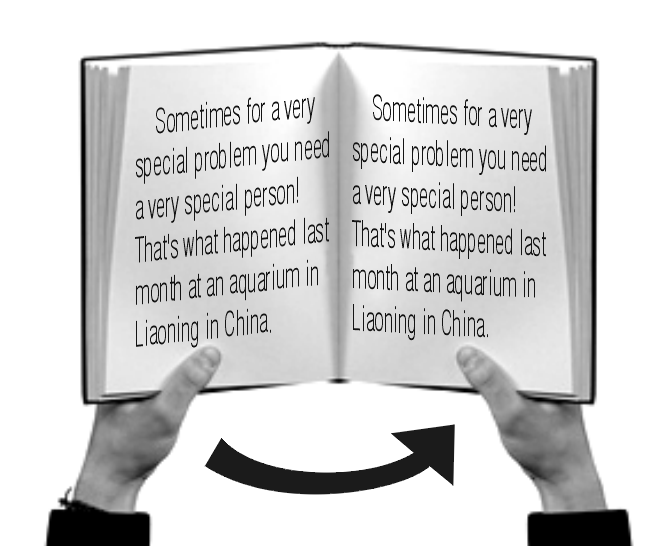 Sometimes for a very
special problem you need
a very special person!
That's what happened last
month at an aquarium in
Liaoning in China.
Sometimes for a very
special problem you need
a very special person!
That's what happened last
month at an aquarium in
Liaoning in China.